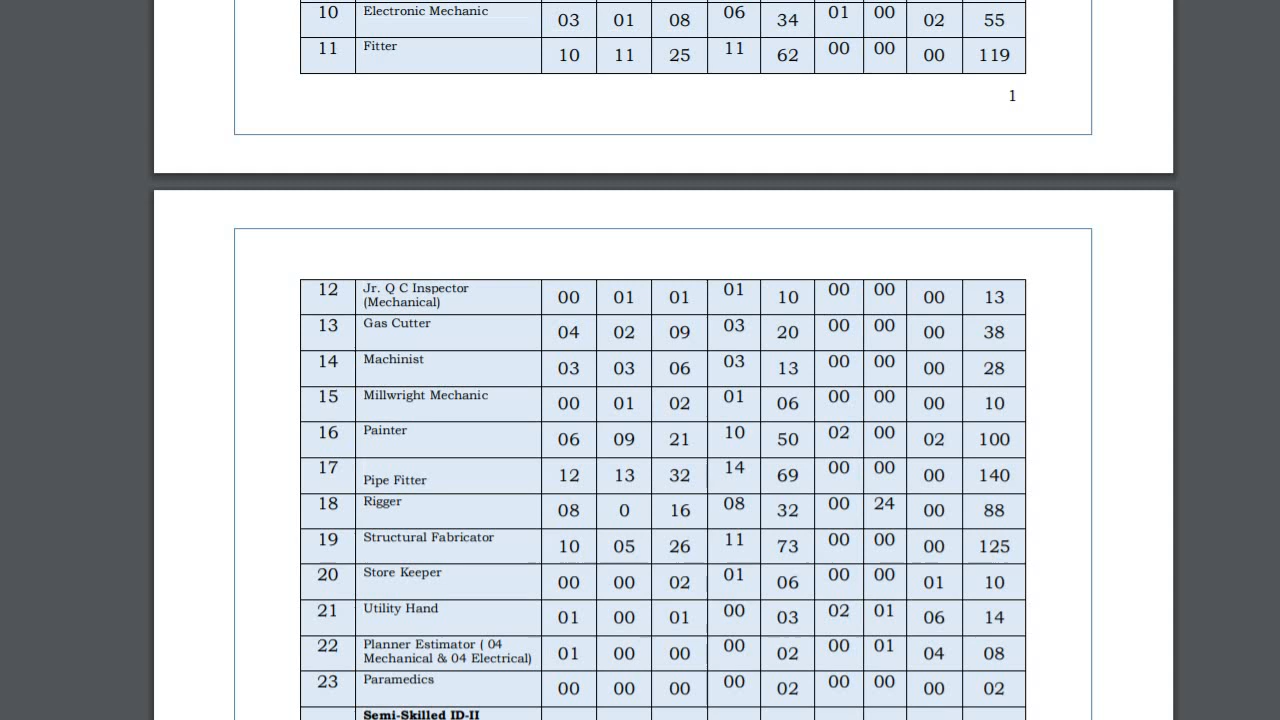 10 Electronic Mechanic 03 01 08 06 34 01 00 02 55
11 Fitter 10 11 25 11 62 00 00 00 119
1
12 Jr. Q C Inspector (Mechanical) 00 01 01 01 10 00 00 00 13
13 Gas Cutter 04 02 09 03 20 00 00 00 38
14 Machinist 03 03 06 03 13 00 00 00 28
15 Millwright Mechanic 00 01 02 01 06 00 00 00 10
16 Painter 06 09 21 10 50 02 00 02 100
17 Pipe Fitter 12 13 32 14 69 00 00 00 140
18 Rigger 08 0 16 08 32 00 24 00 88
19 Structural Fabricator 10 05 26 11 73 00 00 00 125
20 Store Keeper 00 00 02 01 06 00 00 01 10
21 Utility Hand 01 00 01 00 03 02 01 06 14
22 Planner Estimator ( 04 Mechanical & 04 Electrical) 01 00 00 00 02 00 01 04 08
23 Paramedics 00 00 00 00 02 00 00 00 02
Semi-Skilled ID-II